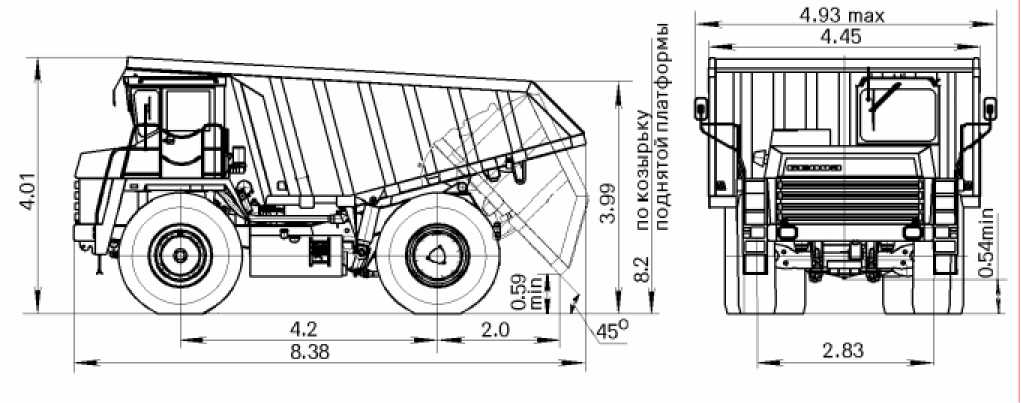 4.01
3.99
8.2 по козырьку
поднятой платформы
0.59
min
45°
4.2
2.0
8.38
4.93 max
4.45
0.54min
2.83